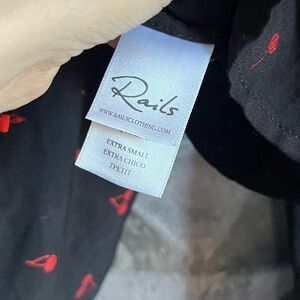 Rails
WWW.RAILSCLOTHING.COM
EXTRA SMALL
EXTRA CHICO
TPETIT